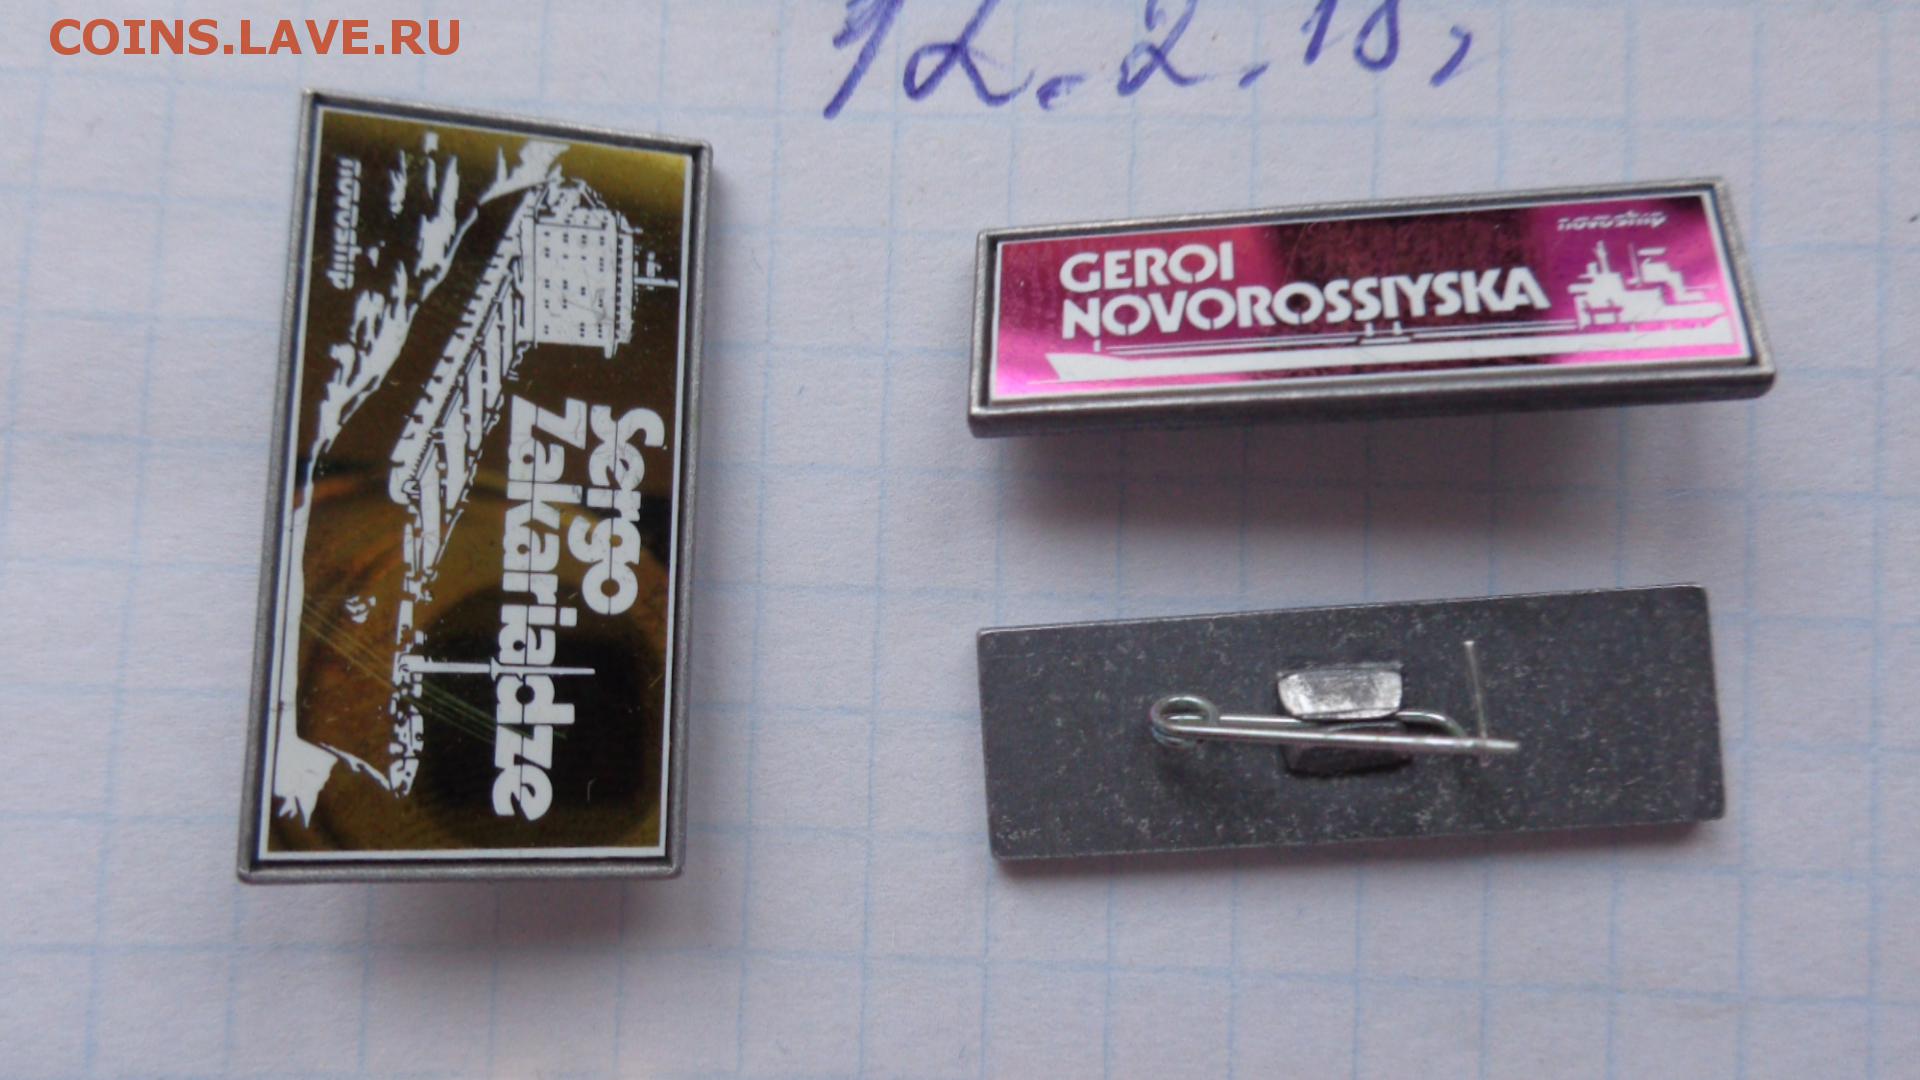 COINS.LAVE.RU
12.2.18,
novoship
Sergo
Zakariadze
novoship
GEROI
NOVOROSSIYSKA